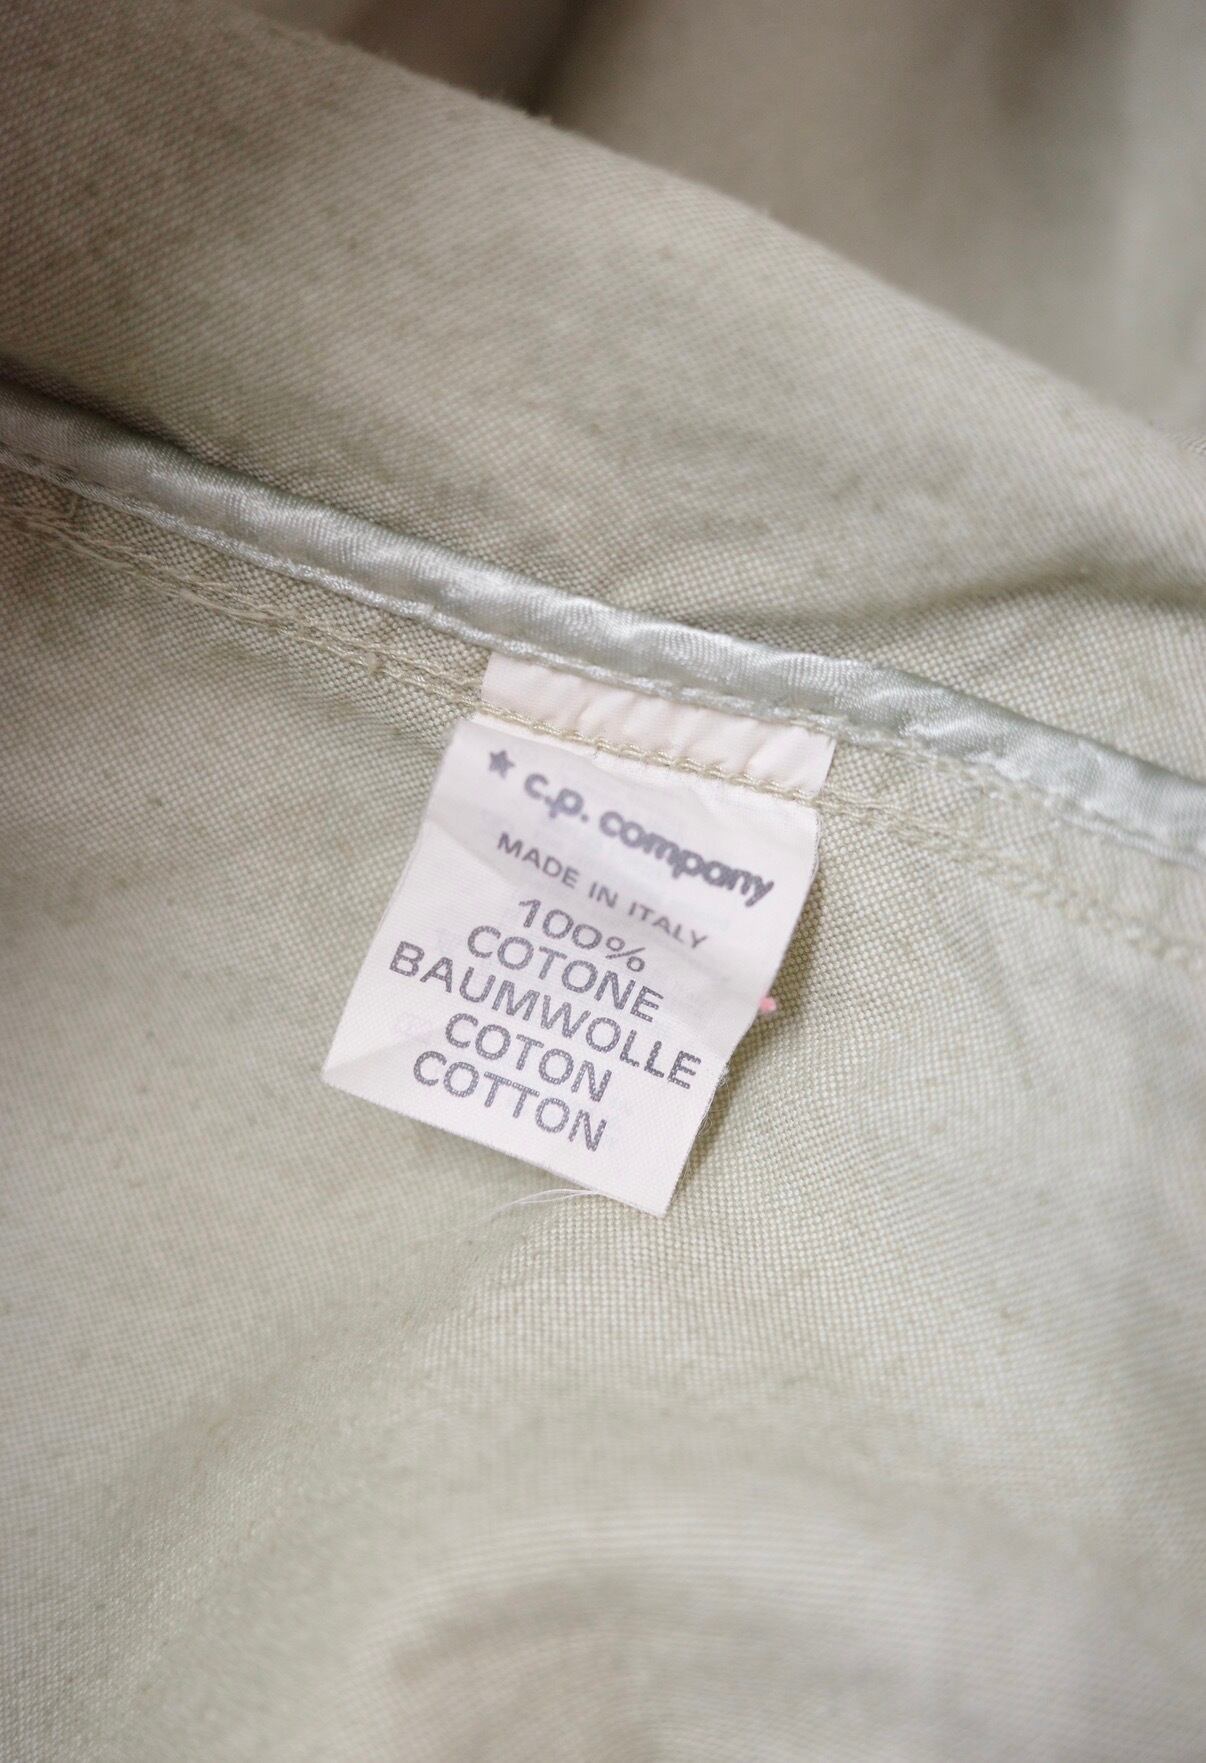 ★ c.p. company
MADE IN ITALY
100%
COTONE
BAUMWOLLE
COTON
COTTON